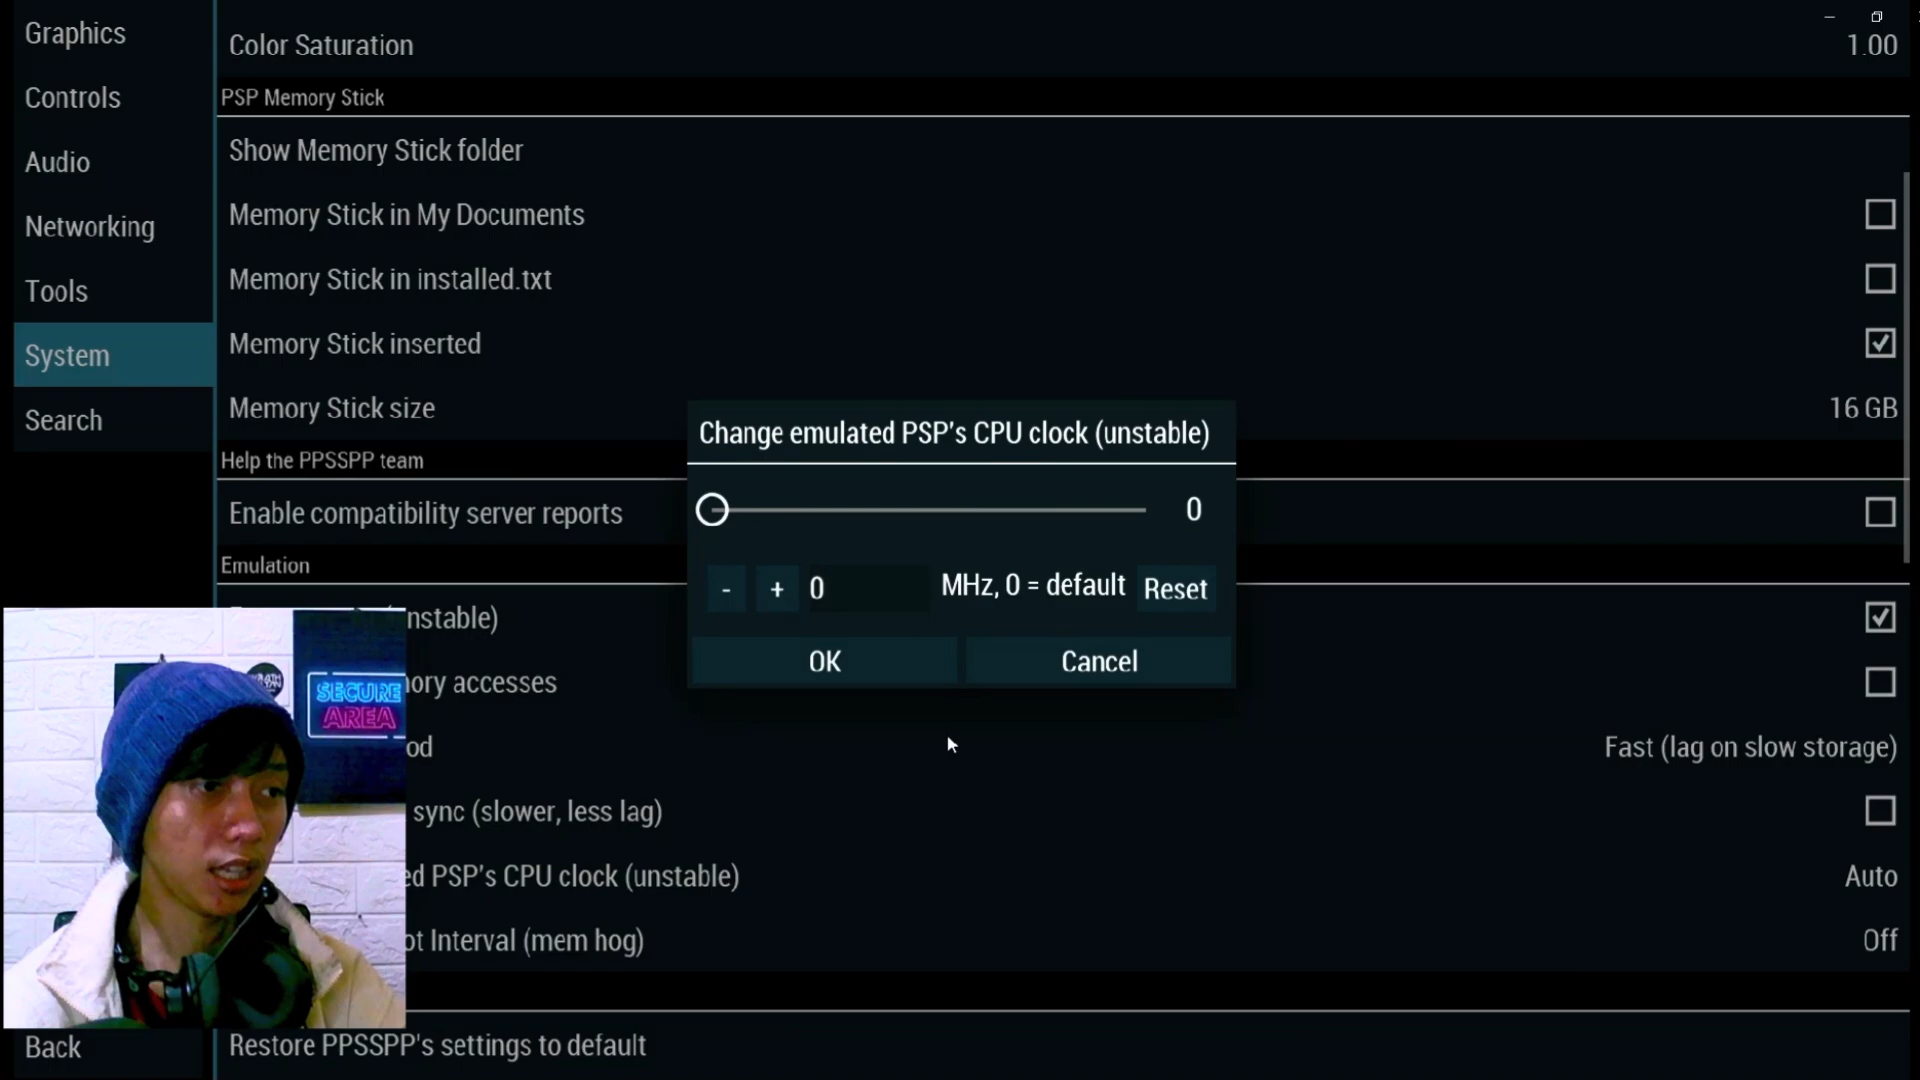 Graphics
Controls
Audio
Networking
Tools
System
Search
Back
Color Saturation 1.00
PSP Memory Stick
Show Memory Stick folder
Memory Stick in My Documents
Memory Stick in installed.txt
Memory Stick inserted
Memory Stick size 16 GB
Help the PPSSPP team
Enable compatibility server reports
Emulation
nstable)
ory accesses
od Fast (lag on slow storage)
sync (slower, less lag)
ed PSP's CPU clock (unstable) Auto
ot Interval (mem hog) Off
Restore PPSSPP's settings to default
Change emulated PSP's CPU clock (unstable)
0
- + 0 MHz, 0 = default Reset
OK Cancel
SECURE
AREA